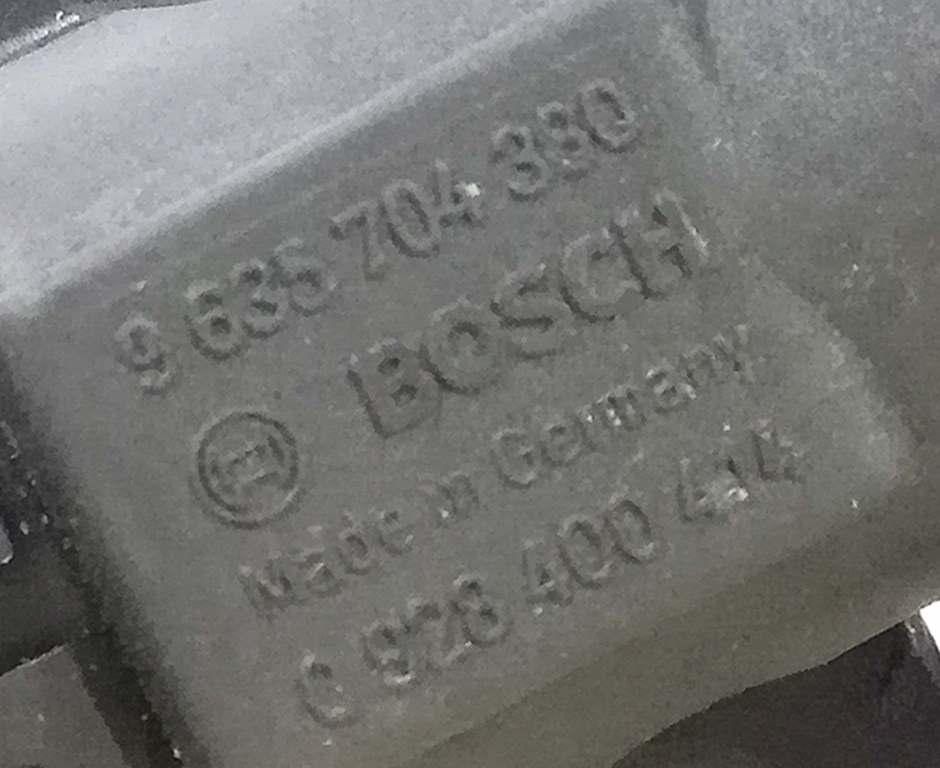 9 635 704 380
BOSCH
Made in Germany
0 928 400 414